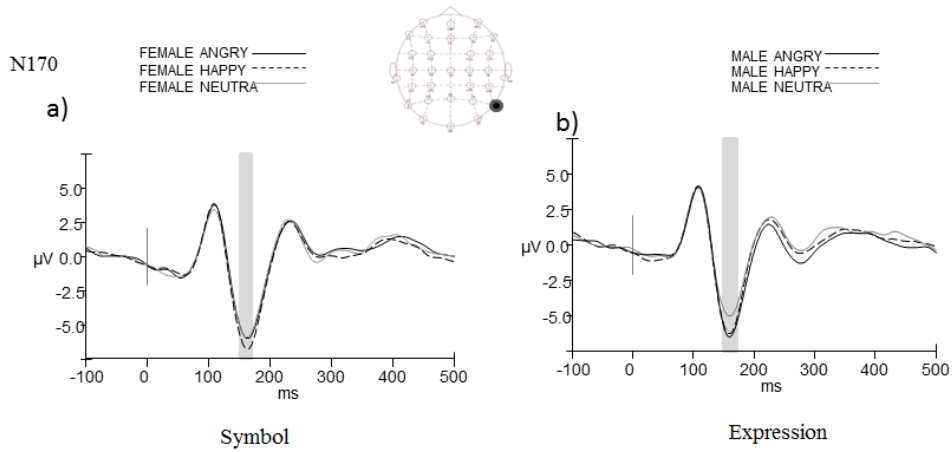 N170
FEMALE ANGRY
FEMALE HAPPY
FEMALE NEUTRA
MALE ANGRY
MALE HAPPY
MALE NEUTRA
a)
b)
5.0
2.5
µV 0.0
-2.5
-5.0
-100 0 100 200 300 400 500
ms
5.0
2.5
µV 0.0
-2.5
-5.0
-100 0 100 200 300 400 500
ms
Symbol
Expression